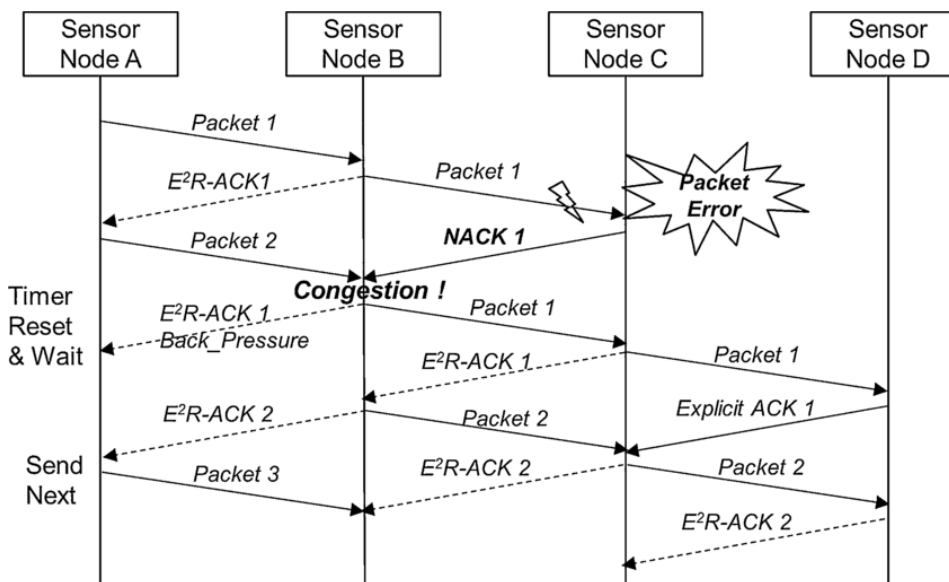 Sensor
Node A
Sensor
Node B
Sensor
Node C
Sensor
Node D
Packet 1
E²R-ACK1
Packet 1
Packet
Error
Packet 2
NACK 1
Congestion !
Timer
Reset
& Wait
E²R-ACK 1
Back_Pressure
Packet 1
E²R-ACK 1
Packet 1
E²R-ACK 2
Packet 2
Explicit ACK 1
Send
Next
Packet 3
E²R-ACK 2
Packet 2
E²R-ACK 2